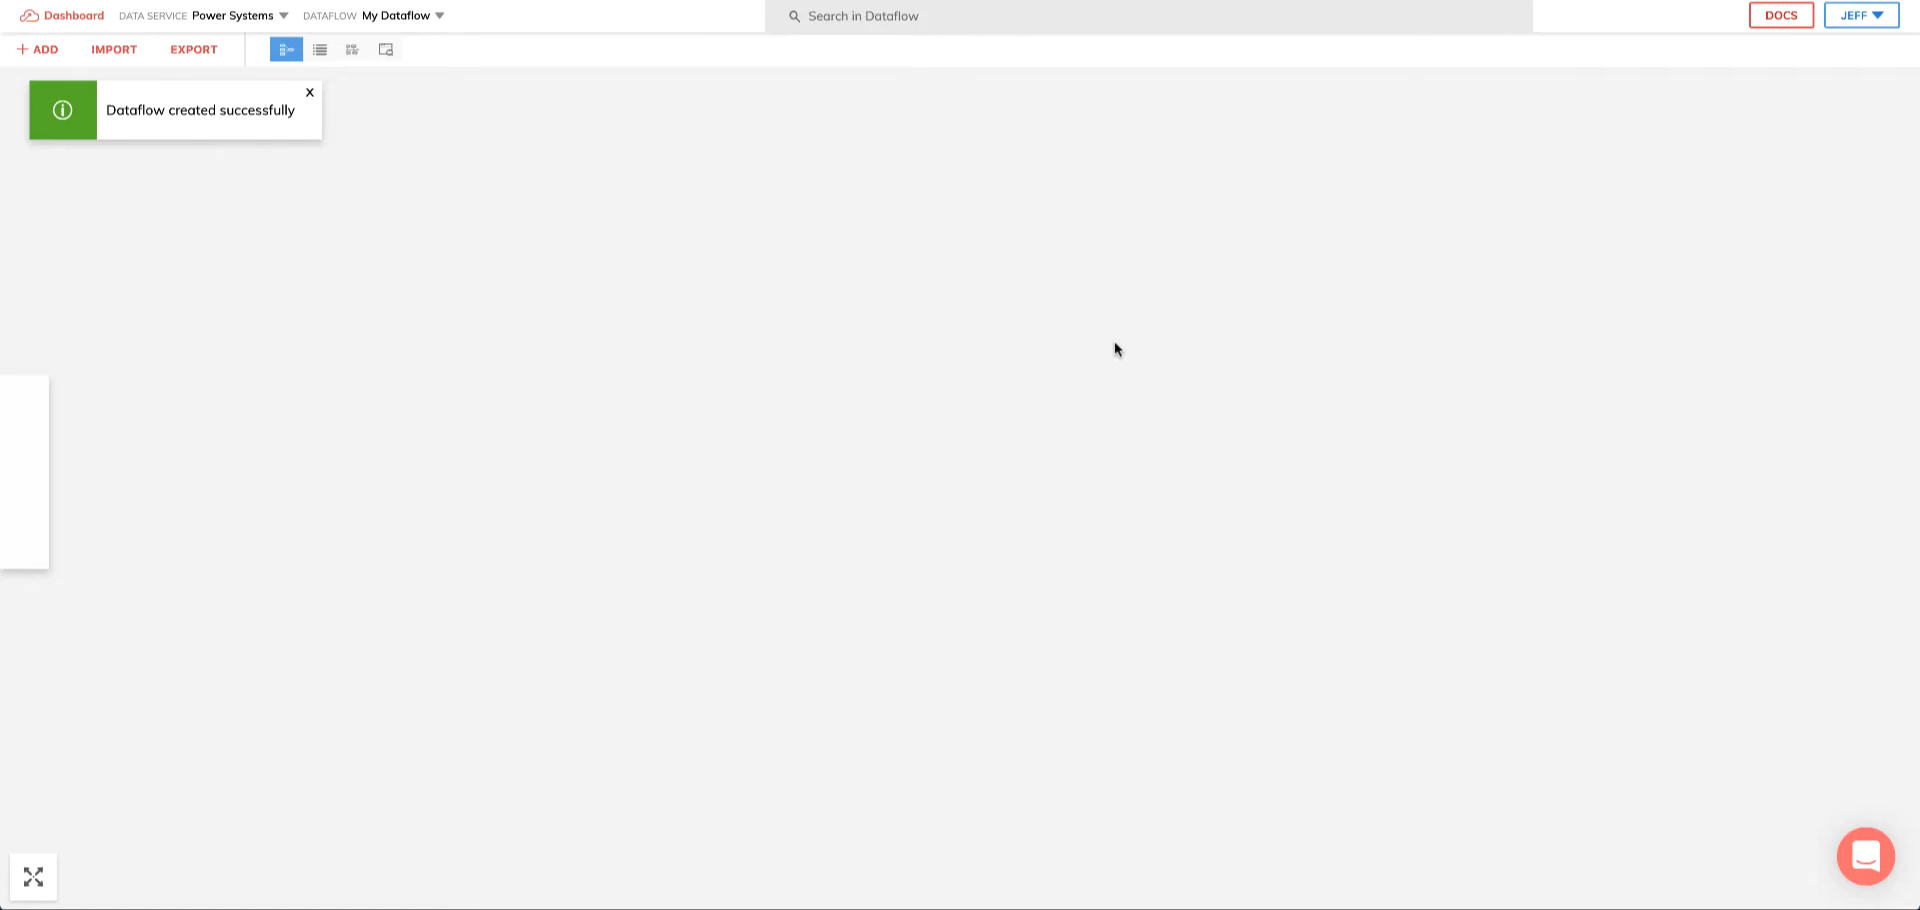 Dashboard DATA SERVICE Power Systems DATAFLOW My Dataflow Search in Dataflow DOCS JEFF
ADD IMPORT EXPORT
x
Dataflow created successfully